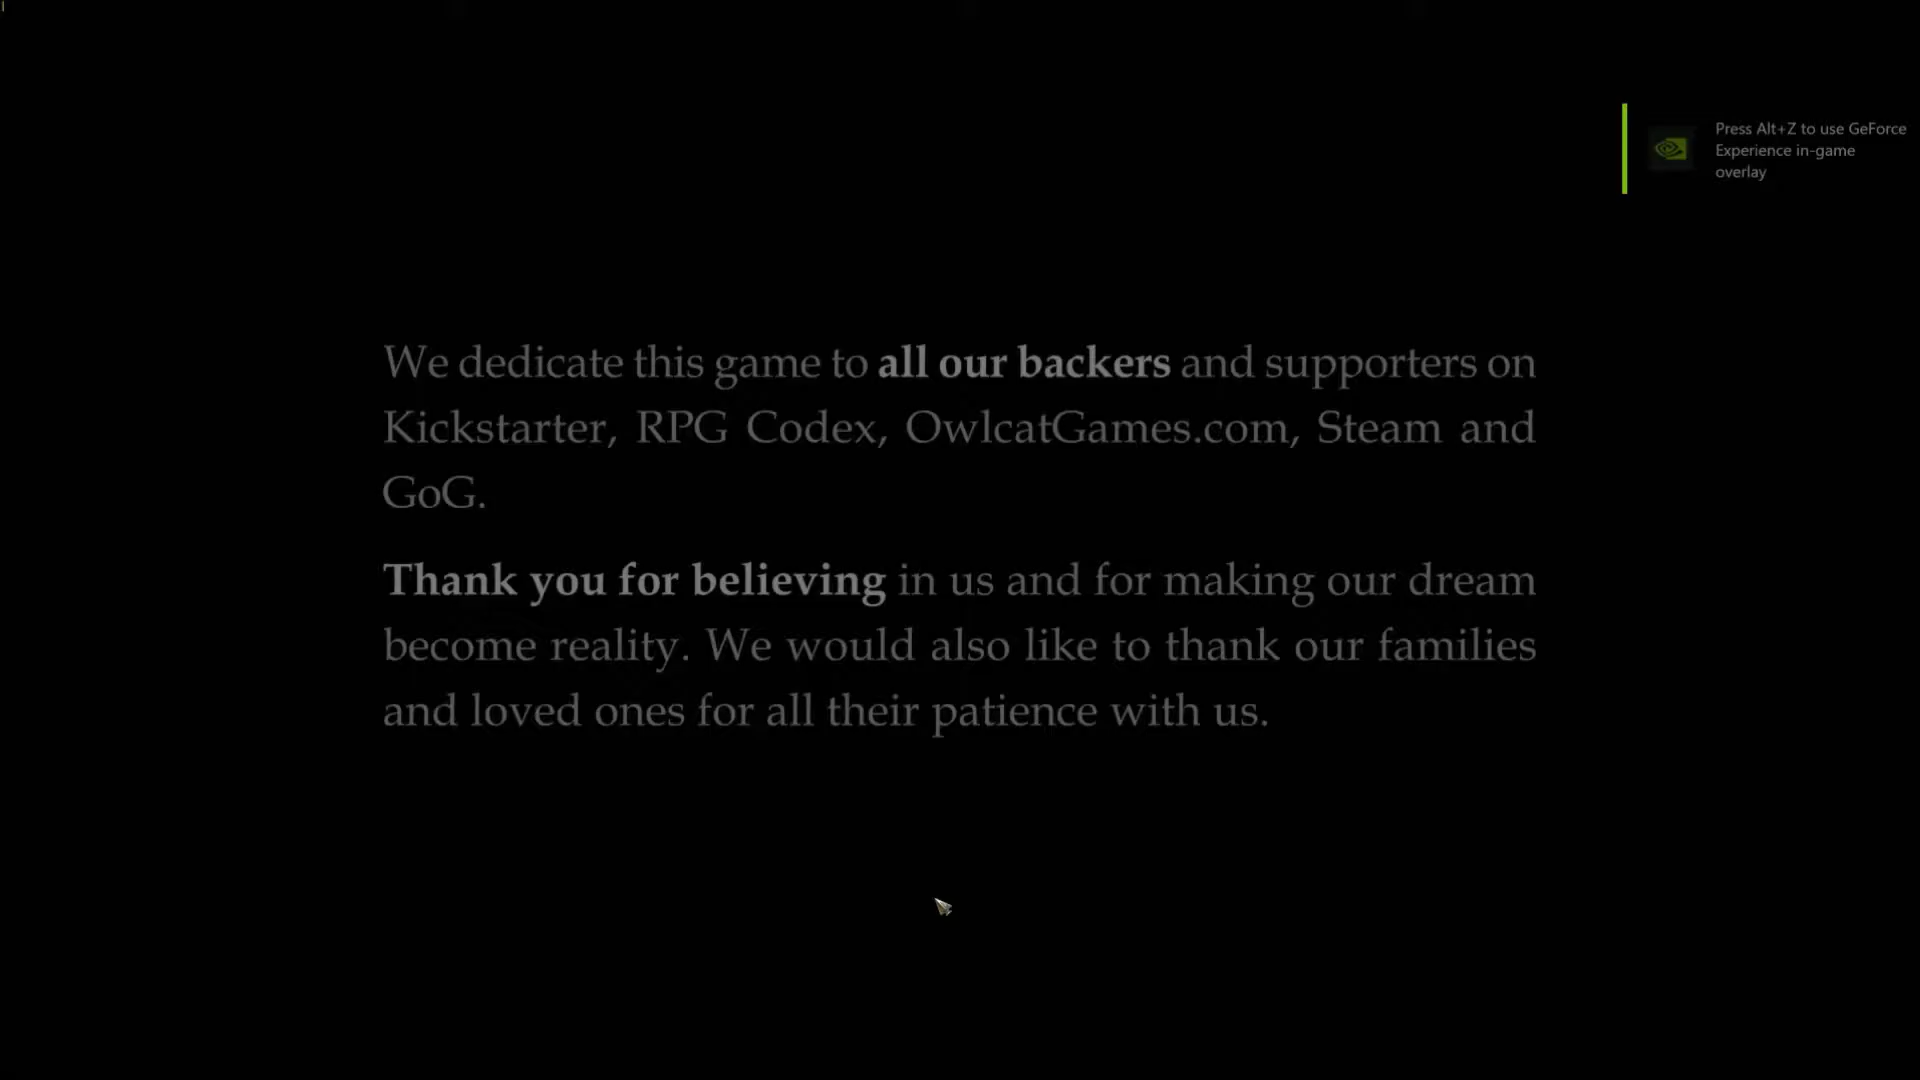 Press Alt+Z to use GeForce
Experience in-game
overlay
We dedicate this game to all our backers and supporters on
Kickstarter, RPG Codex, OwlcatGames.com, Steam and
GoG.
Thank you for believing in us and for making our dream
become reality. We would also like to thank our families
and loved ones for all their patience with us.